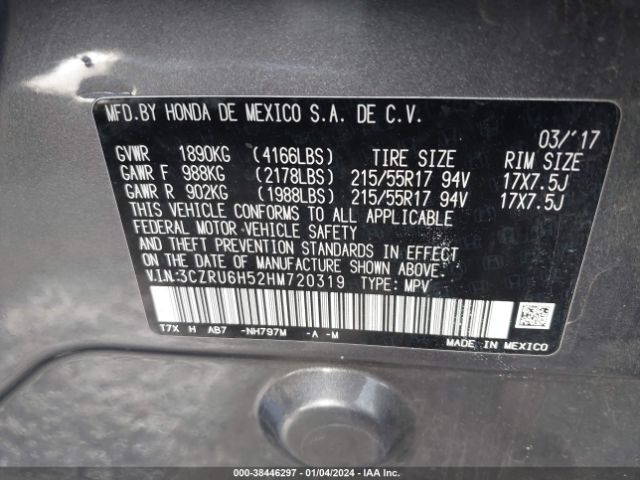 MFD.BY HONDA DE MEXICO S.A. DE C.V.
03/'17
GVWR 1890KG (4166LBS) TIRE SIZE RIM SIZE
GAWR F 988KG (2178LBS) 215/55R17 94V 17X7.5J
GAWR R 902KG (1988LBS) 215/55R17 94V 17X7.5J
THIS VEHICLE CONFORMS TO ALL APPLICABLE
FEDERAL MOTOR-VEHICLE SAFETY
AND THEFT PREVENTION STANDARDS IN EFFECT
ON THE DATE OF MANUFACTURE SHOWN ABOVE.
V.I.N.:3CZRU6H52HM720319 TYPE: MPV
T7X H AB7 -NH797M -A -M
MADE IN MEXICO
000-38446297 - 01/04/2024 - IAA Inc.